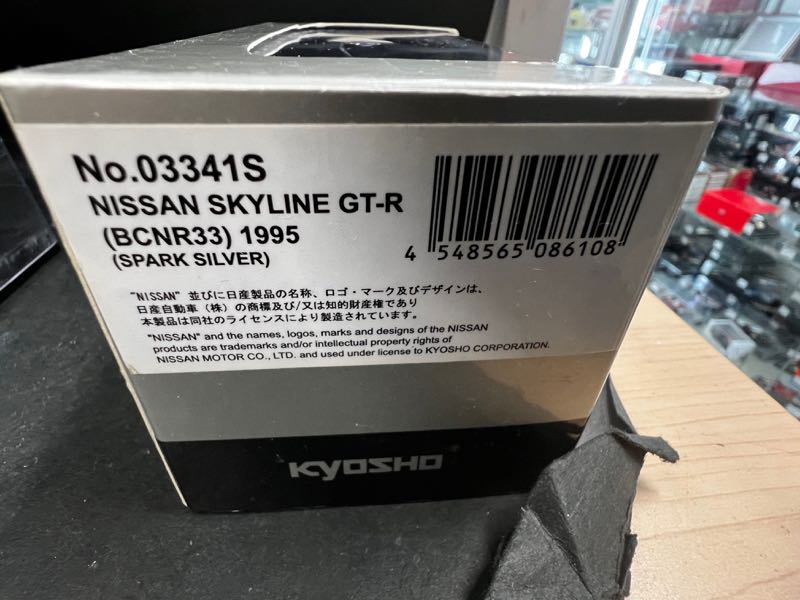 No.03341S
NISSAN SKYLINE GT-R
(BCNR33) 1995
(SPARK SILVER)
4 548565 086108
"NISSAN" 並びに日産製品の名称、ロゴ・マーク及びデザインは、
日産自動車（株）の商標及び/又は知的財産権であり
本製品は同社のライセンスにより製造されています。
"NISSAN" and the names, logos, marks and designs of the NISSAN
products are trademarks and/or intellectual property rights of
NISSAN MOTOR CO., LTD. and used under license to KYOSHO CORPORATION.
KYOSHO